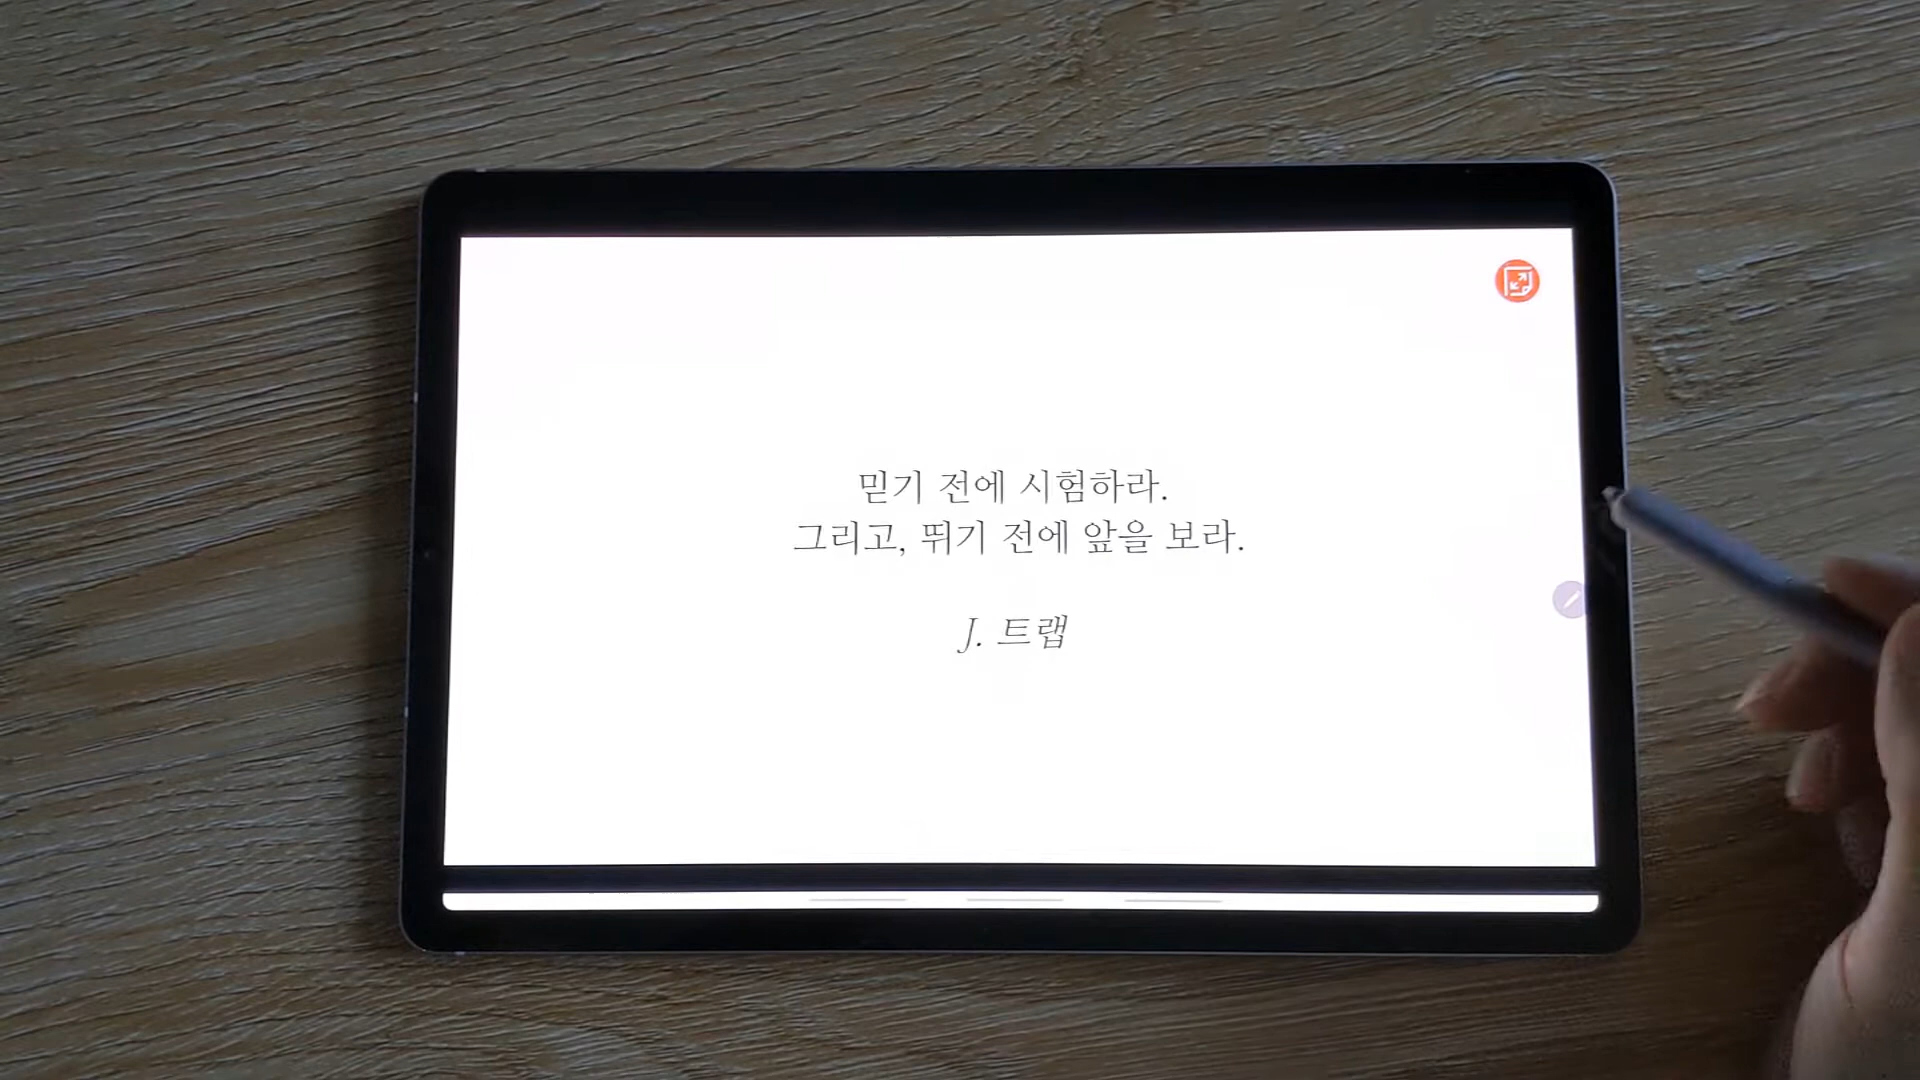 믿기 전에 시험하라.
그리고, 뛰기 전에 앞을 보라.
J. 트랩